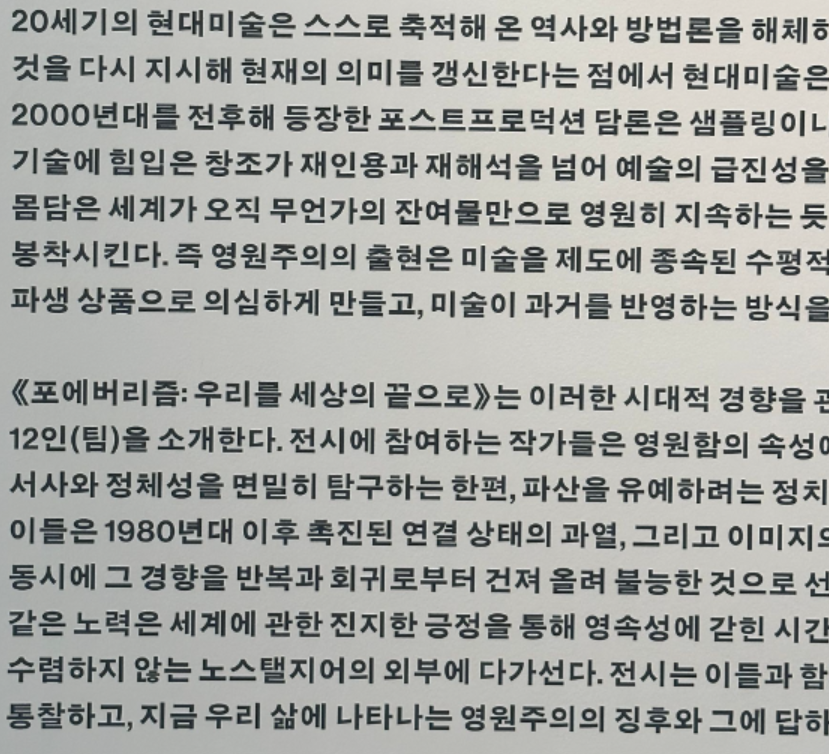 20세기의 현대미술은 스스로 축적해 온 역사와 방법론을 해체하
것을 다시 지시해 현재의 의미를 갱신한다는 점에서 현대미술은
2000년대를 전후해 등장한 포스트프로덕션 담론은 샘플링이나
기술에 힘입은 창조가 재인용과 재해석을 넘어 예술의 급진성을
몸담은 세계가 오직 무언가의 잔여물만으로 영원히 지속하는 듯
봉착시킨다. 즉 영원주의의 출현은 미술을 제도에 종속된 수평적
파생 상품으로 의심하게 만들고, 미술이 과거를 반영하는 방식을
《포에버리즘: 우리를 세상의 끝으로》는 이러한 시대적 경향을
12인(팀)을 소개한다. 전시에 참여하는 작가들은 영원함의 속성에
서사와 정체성을 면밀히 탐구하는 한편, 파산을 유예하려는 정치
이들은 1980년대 이후 촉진된 연결 상태의 과열, 그리고 이미지의
동시에 그 경향을 반복과 회귀로부터 건져 올려 불능한 것으로 선
같은 노력은 세계에 관한 진지한 긍정을 통해 영속성에 갇힌 시간
수렴하지 않는 노스탤지어의 외부에 다가선다. 전시는 이들과 함
통찰하고, 지금 우리 삶에 나타나는 영원주의의 징후와 그에 답하